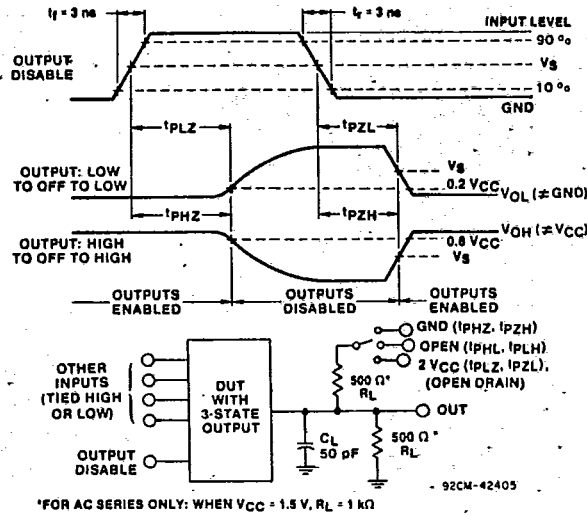 tf = 3 ns
tr = 3 ns
INPUT LEVEL
90 %
VS
10 %
GND
OUTPUT
DISABLE
tPLZ
tPZL
OUTPUT: LOW
TO OFF TO LOW
VS
0.2 VCC
VOL (≠GND)
tPHZ
tPZH
OUTPUT: HIGH
TO OFF TO
HIGH
VOH (≠VCC)
0.8 VCC
VS
OUTPUTS
ENABLED
OUTPUTS
DISABLED
OUTPUTS
ENABLED
GND (tPHZ, tPZH)
OPEN (tPHL, tPLH)
2 VCC (tPLZ, tPZL),
(OPEN DRAIN)
OTHER
INPUTS
(TIED HIGH
OR LOW)
OUTPUT
DISABLE
DUT
WITH
3-STATE
OUTPUT
500 Ω*
RL
OUT
CL
50 pF
500 Ω*
RL
92CM-42405
*FOR AC SERIES ONLY: WHEN VCC = 1.5 V, RL = 1 kΩ